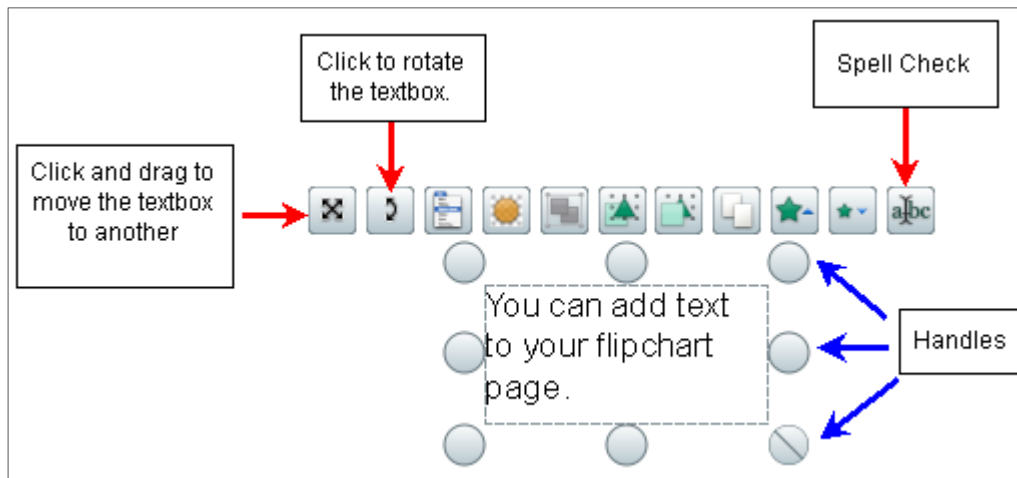 Click to rotate
the textbox.
Spell Check
Click and drag to
move the textbox
to another
a bc
You can add text
to your flipchart
page.
Handles